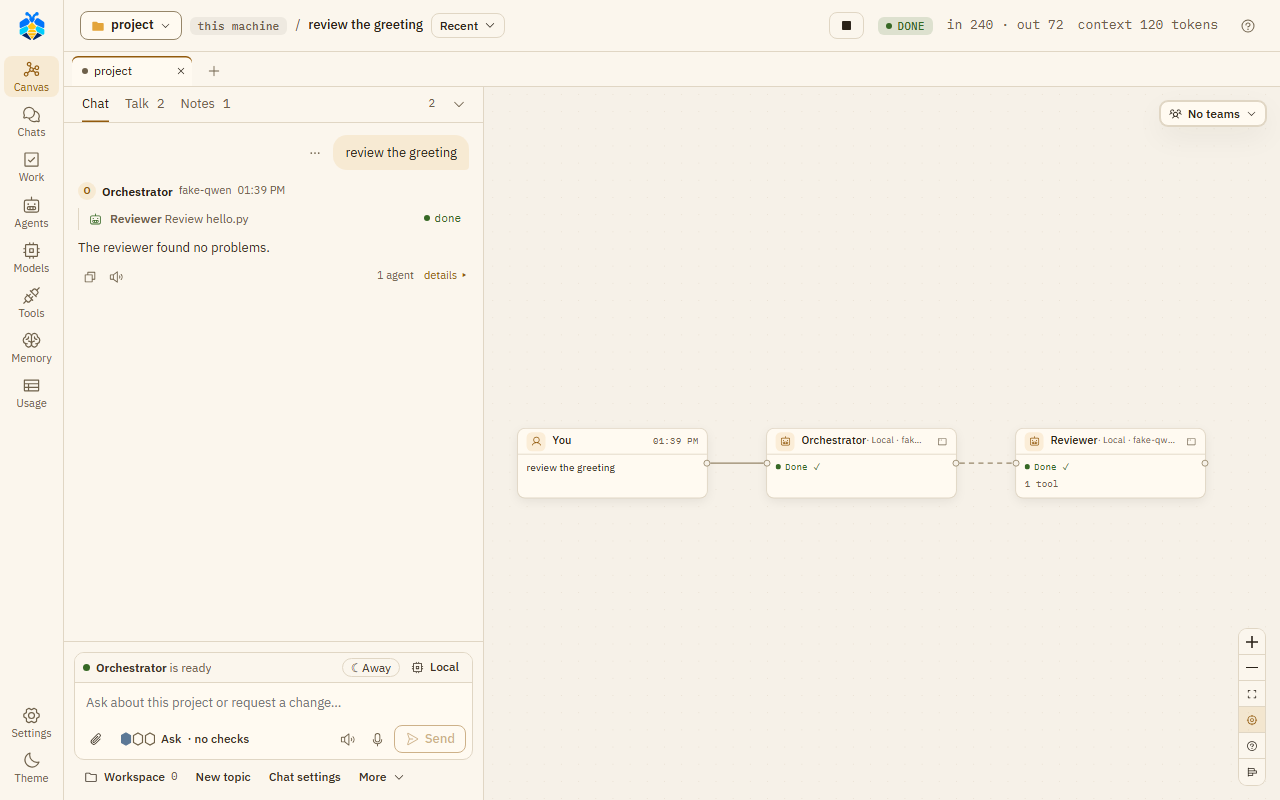 project
this machine
/
review the greeting
Recent
DONE
in 240 · out 72
context 120 tokens
Canvas
Chats
Work
Agents
Models
Tools
Memory
Usage
Settings
Theme
project
Chat
Talk 2
Notes 1
2
review the greeting
O
Orchestrator fake-qwen 01:39 PM
Reviewer Review hello.py
done
The reviewer found no problems.
1 agent
details
Orchestrator is ready
Away
Local
Ask about this project or request a change...
Ask · no checks
Send
Workspace 0
New topic
Chat settings
More
No teams
You
01:39 PM
review the greeting
Orchestrator · Local · fak...
Done ✓
Reviewer · Local · fake-qw...
Done ✓
1 tool